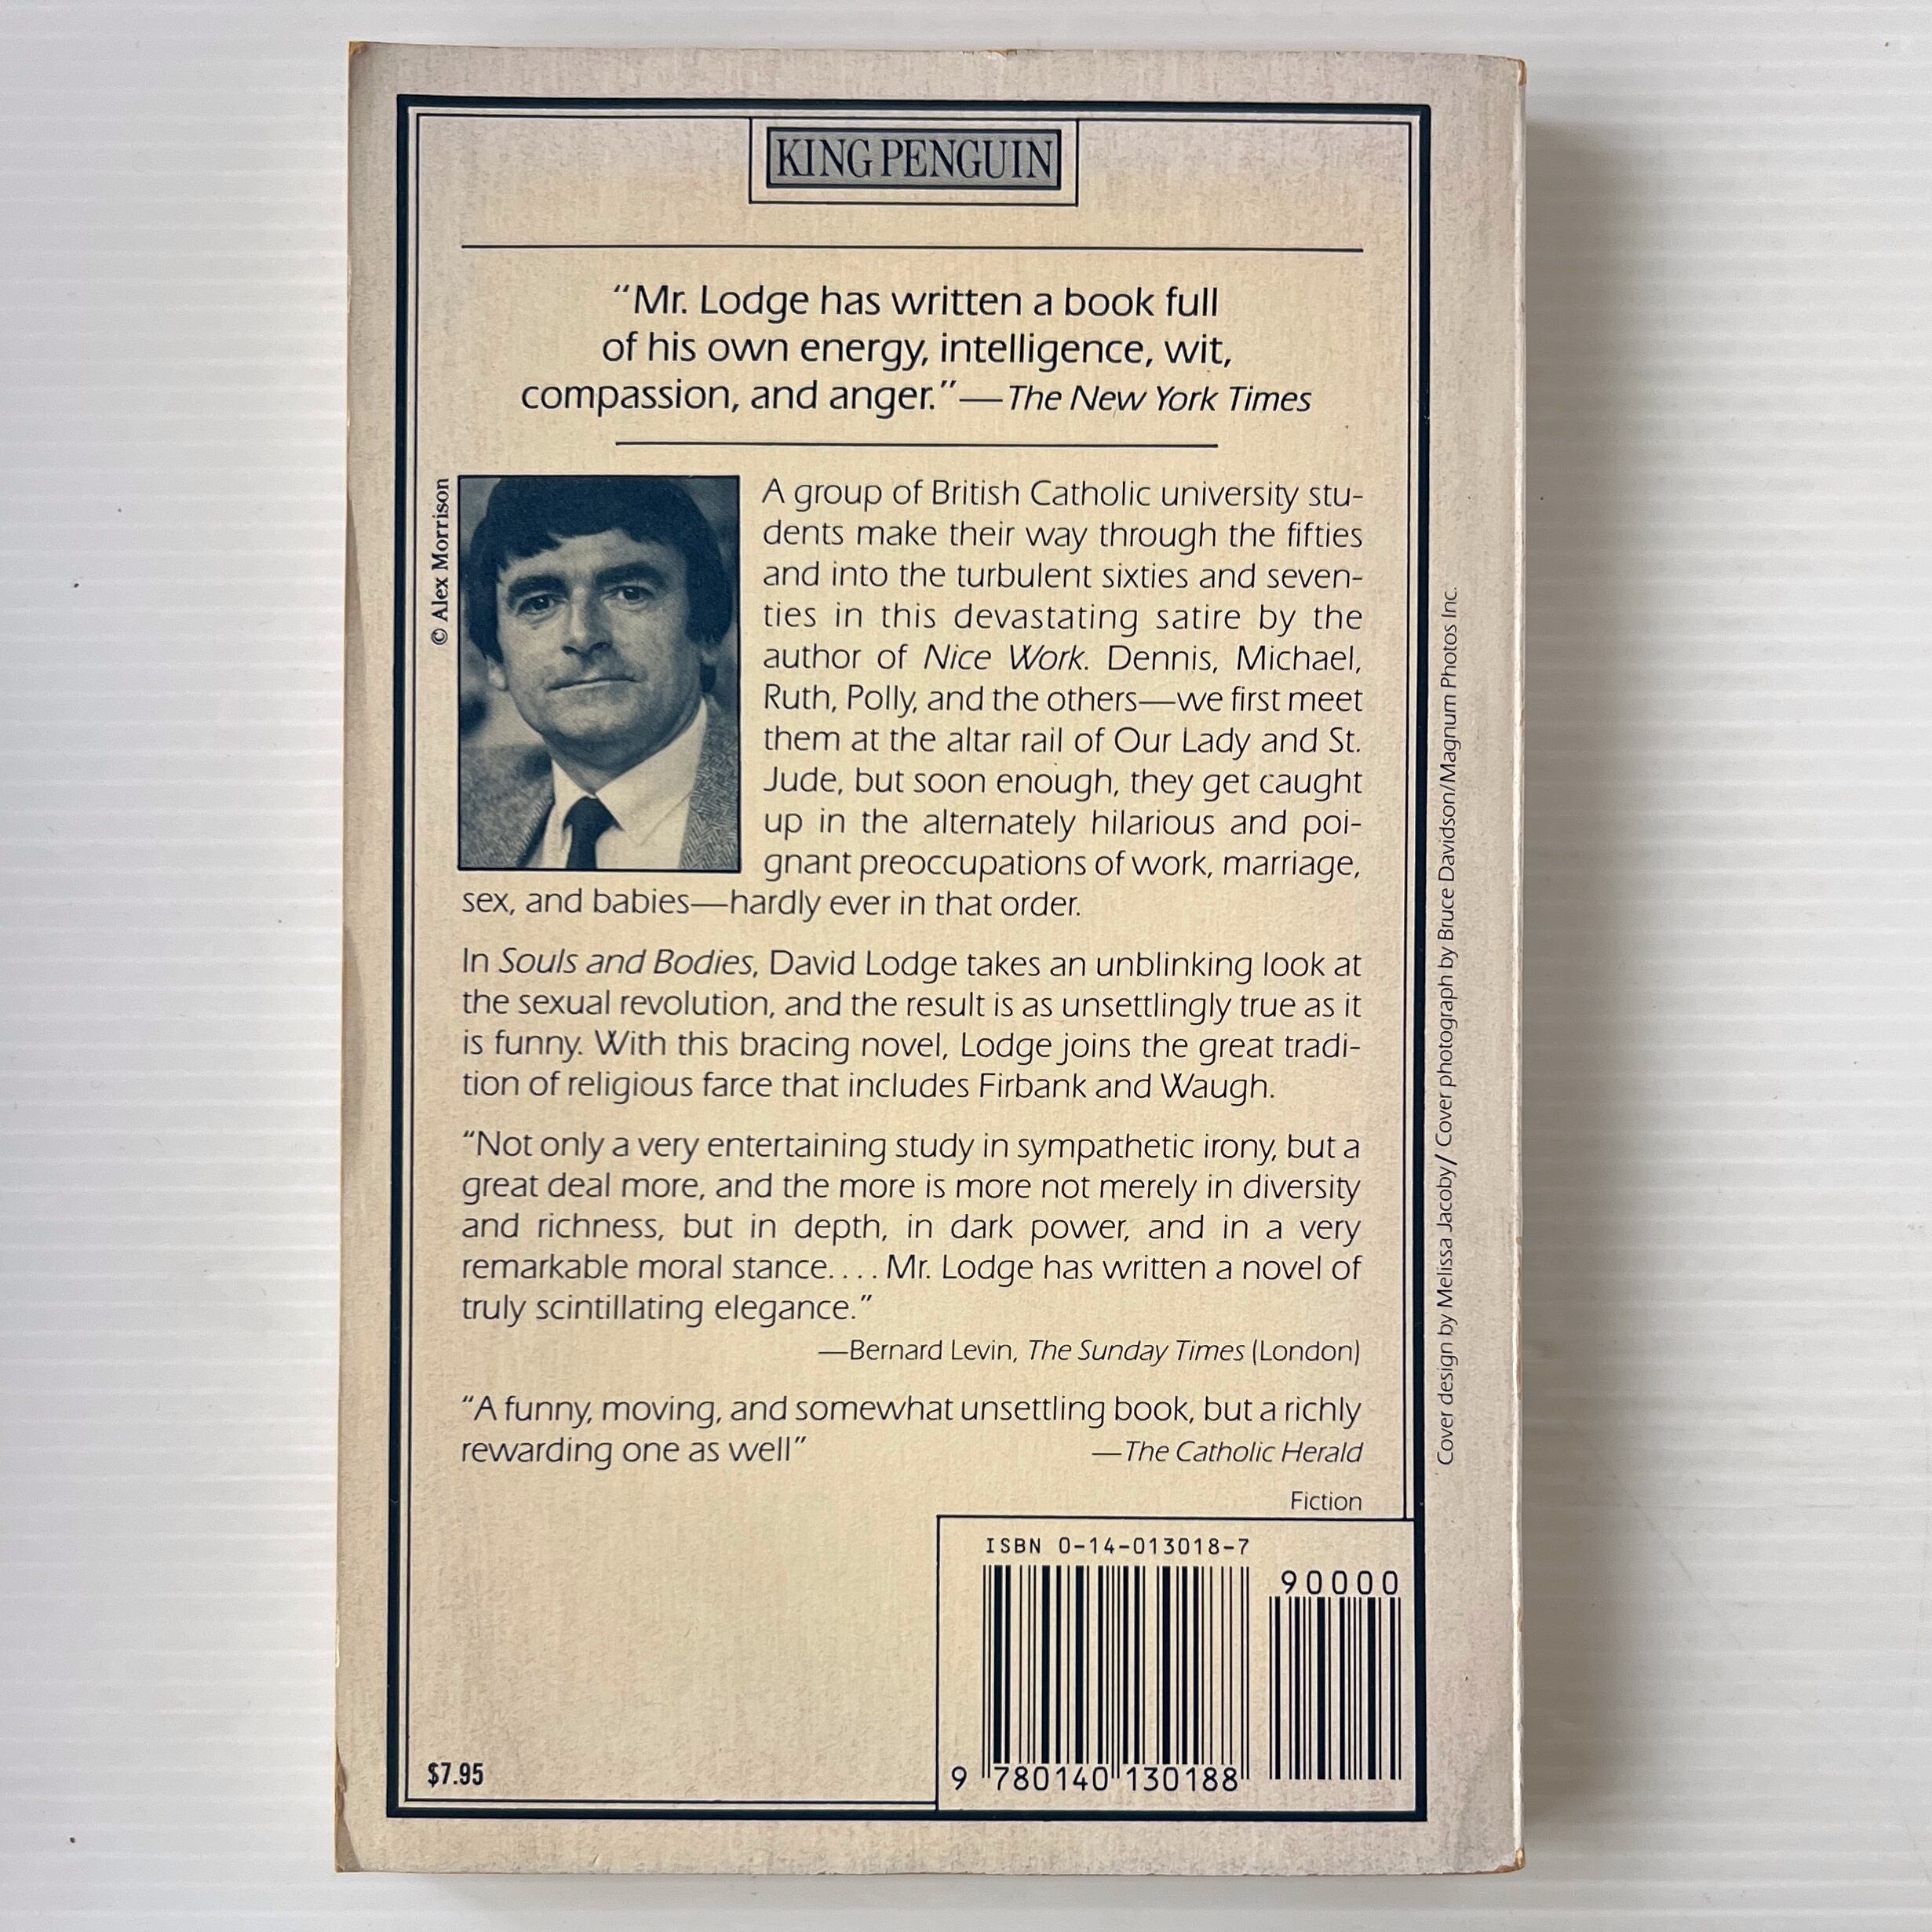 KING PENGUIN
“Mr. Lodge has written a book full
of his own energy, intelligence, wit,
compassion, and anger.”—The New York Times
© Alex Morrison
A group of British Catholic university stu-
dents make their way through the fifties
and into the turbulent sixties and seven-
ties in this devastating satire by the
author of Nice Work. Dennis, Michael,
Ruth, Polly, and the others—we first meet
them at the altar rail of Our Lady and St.
Jude, but soon enough, they get caught
up in the alternately hilarious and poi-
gnant preoccupations of work, marriage,
sex, and babies—hardly ever in that order.
In Souls and Bodies, David Lodge takes an unblinking look at
the sexual revolution, and the result is as unsettlingly true as it
is funny. With this bracing novel, Lodge joins the great tradi-
tion of religious farce that includes Firbank and Waugh.
“Not only a very entertaining study in sympathetic irony, but a
great deal more, and the more is more not merely in diversity
and richness, but in depth, in dark power, and in a very
remarkable moral stance.... Mr. Lodge has written a novel of
truly scintillating elegance.”
—Bernard Levin, The Sunday Times (London)
“A funny, moving, and somewhat unsettling book, but a richly
rewarding one as well” —The Catholic Herald
Fiction
ISBN 0-14-013018-7
90000
9 780140 130188
$7.95
Cover design by Melissa Jacoby/ Cover photograph by Bruce Davidson/Magnum Photos Inc.